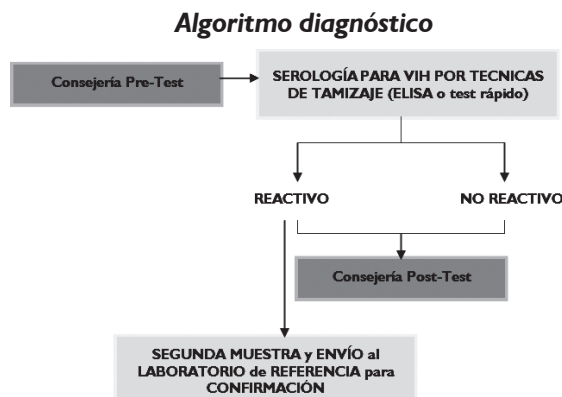 Algoritmo diagnóstico
Consejería Pre-Test
SEROLOGÍA PARA VIH POR TECNICAS
DE TAMIZAJE (ELISA o test rápido)
REACTIVO
NO REACTIVO
Consejería Post-Test
SEGUNDA MUESTRA y ENVÍO al
LABORATORIO de REFERENCIA para
CONFIRMACIÓN